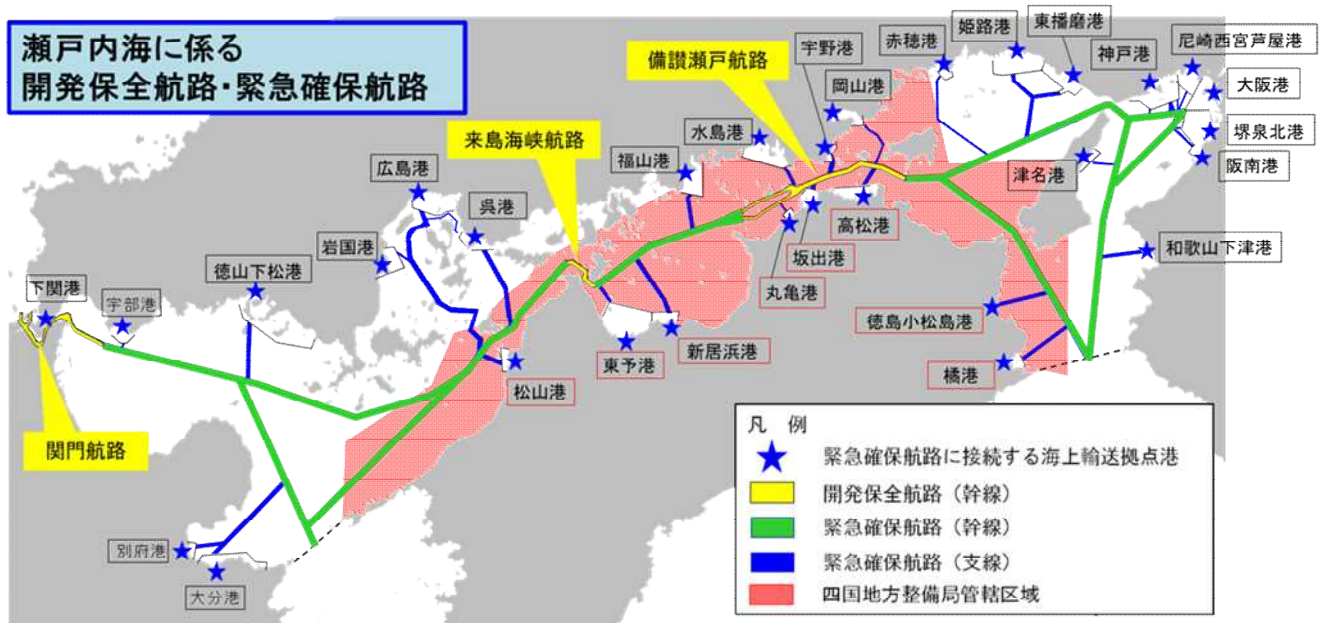 瀬戸内海に係る
開発保全航路・緊急確保航路
備讃瀬戸航路
来島海峡航路
関門航路
宇野港
岡山港
赤穂港
姫路港
東播磨港
神戸港
尼崎西宮芦屋港
大阪港
堺泉北港
阪南港
津名港
和歌山下津港
水島港
福山港
広島港
呉港
岩国港
徳山下松港
下関港
宇部港
高松港
坂出港
丸亀港
新居浜港
東予港
松山港
徳島小松島港
橘港
別府港
大分港
凡 例
緊急確保航路に接続する海上輸送拠点港
開発保全航路（幹線）
緊急確保航路（幹線）
緊急確保航路（支線）
四国地方整備局管轄区域